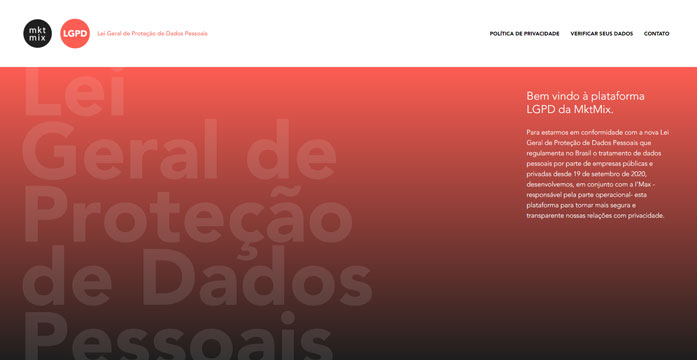 mkt
mix
LGPD
Lei Geral de Proteção de Dados Pessoais
POLÍTICA DE PRIVACIDADE
VERIFICAR SEUS DADOS
CONTATO
Lei
Geral de
Proteção
de Dados
Pessoais
Bem vindo à plataforma
LGPD da MktMix.
Para estarmos em conformidade com a nova Lei
Geral de Proteção de Dados Pessoais que
regulamenta no Brasil o tratamento de dados
pessoais por parte de empresas públicas e
privadas desde 19 de setembro de 2020,
desenvolvemos, em conjunto com a I'Max -
responsável pela parte operacional- esta
plataforma para tornar mais segura e
transparente nossas relações com privacidade.